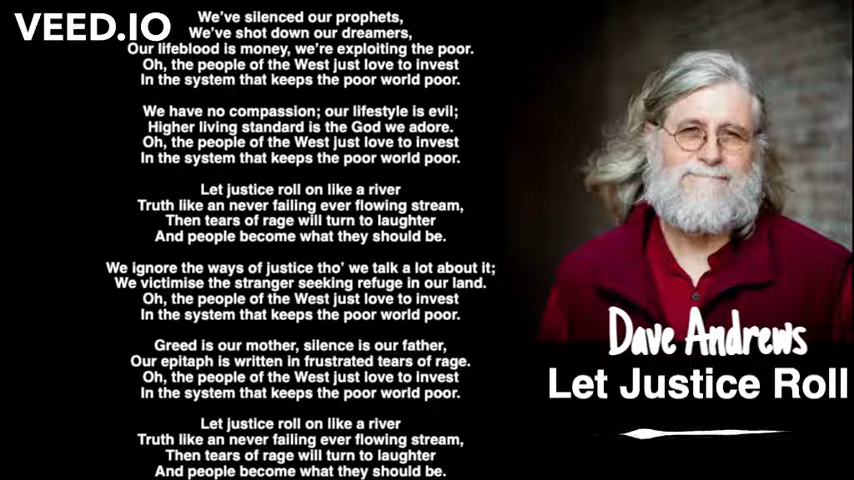 VEED.IO
We've silenced our prophets,
We've shot down our dreamers,
Our lifeblood is money, we're exploiting the poor.
Oh, the people of the West just love to invest
In the system that keeps the poor world poor.
We have no compassion; our lifestyle is evil;
Higher living standard is the God we adore.
Oh, the people of the West just love to invest
In the system that keeps the poor world poor.
Let justice roll on like a river
Truth like an never failing ever flowing stream,
Then tears of rage will turn to laughter
And people become what they should be.
We ignore the ways of justice tho' we talk a lot about it;
We victimise the stranger seeking refuge in our land.
Oh, the people of the West just love to invest
In the system that keeps the poor world poor.
Greed is our mother, silence is our father,
Our epitaph is written in frustrated tears of rage.
Oh, the people of the West just love to invest
In the system that keeps the poor world poor.
Let justice roll on like a river
Truth like an never failing ever flowing stream,
Then tears of rage will turn to laughter
And people become what they should be.
Dave Andrews
Let Justice Roll